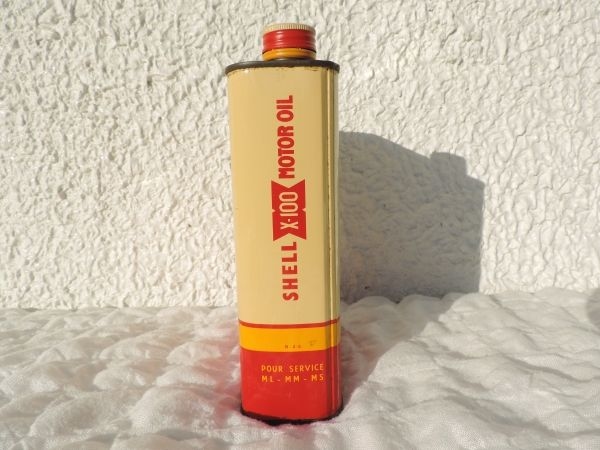 SHELL X-100 MOTOR OIL
POUR SERVICE
ML - MM - MS